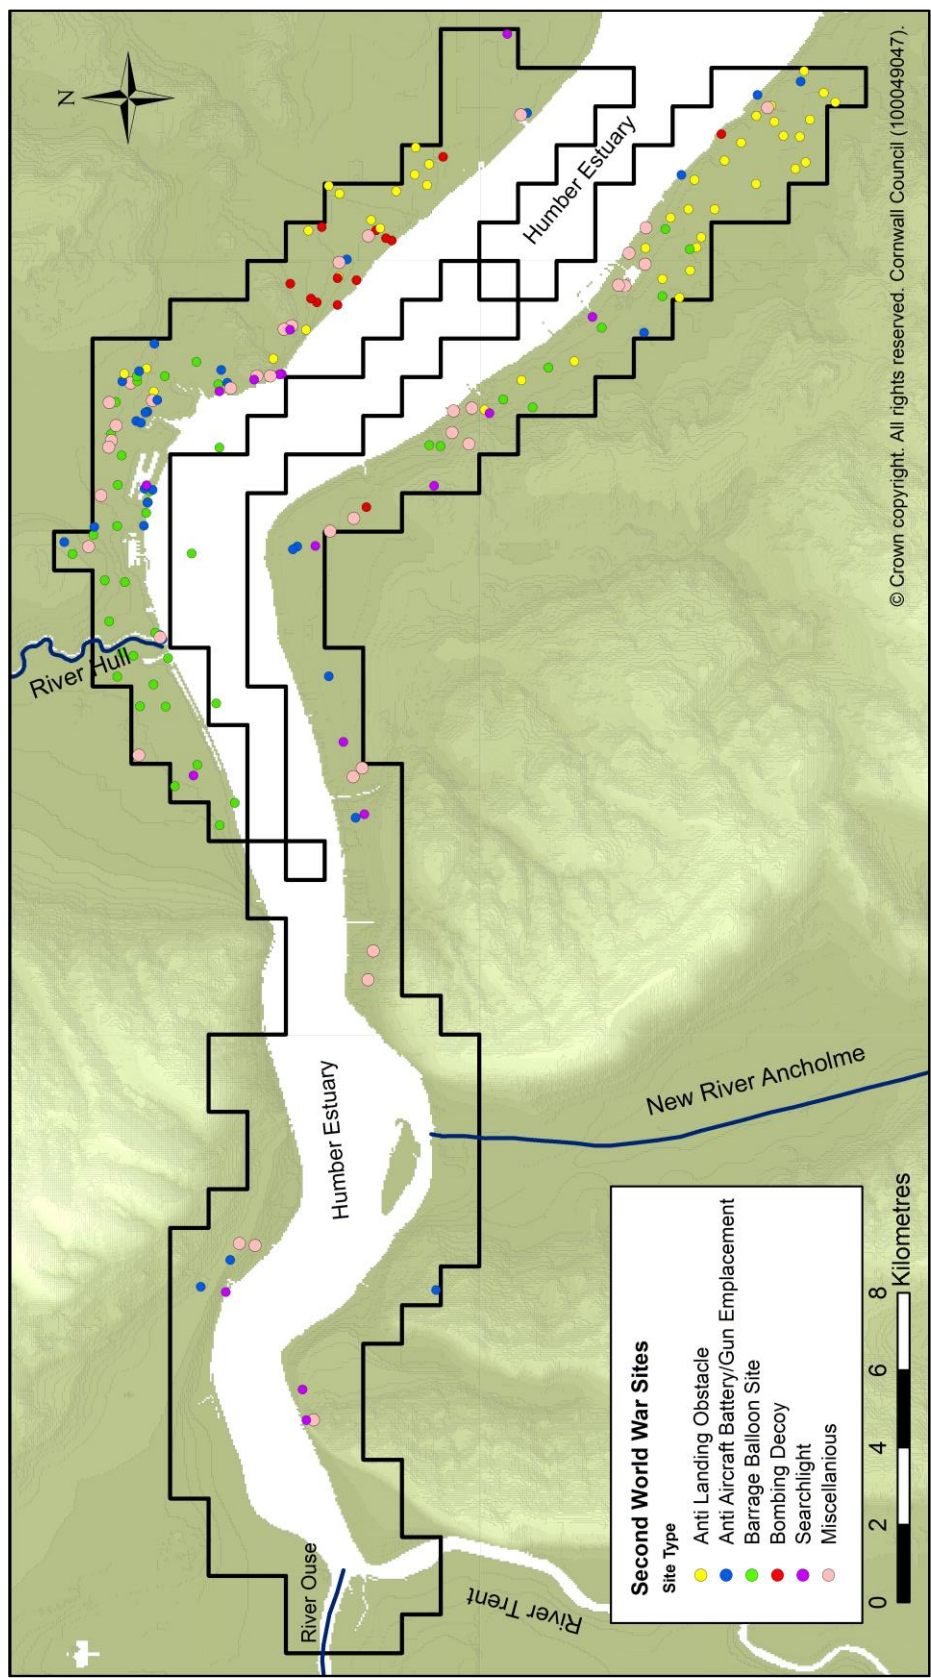 N
River Hull
Humber Estuary
Humber Estuary
River Ouse
River Trent
New River Ancholme
Second World War Sites
Site Type
Anti Landing Obstacle
Anti Aircraft Battery/Gun Emplacement
Barrage Balloon Site
Bombing Decoy
Searchlight
Miscellanious
0 2 4 6 8
Kilometres
© Crown copyright. All rights reserved. Cornwall Council (100049047).